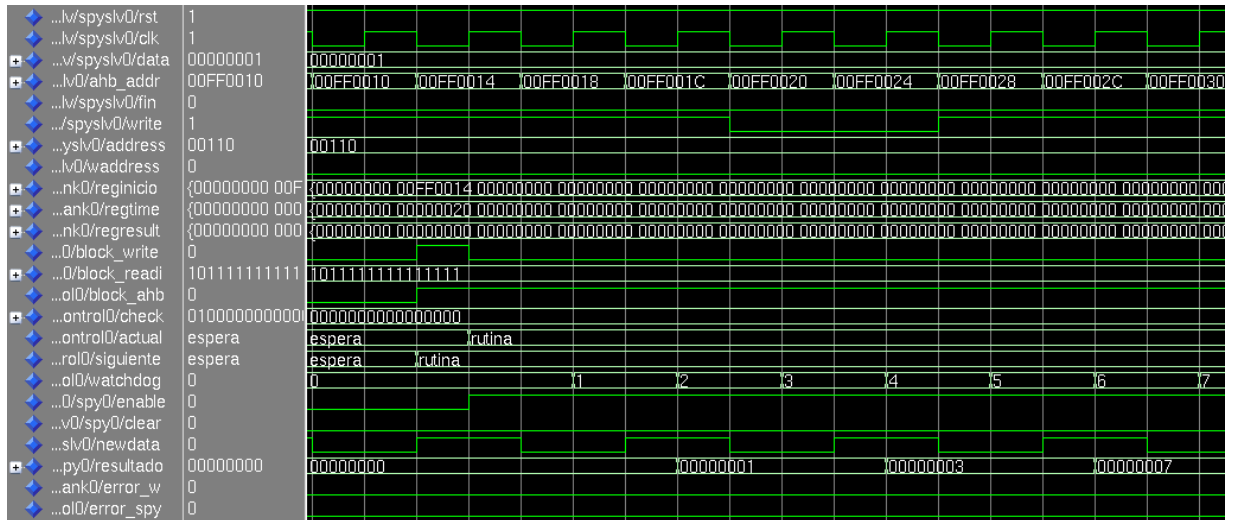 ...lv/spyslv0/rst 1
...lv/spyslv0/clk 1
...v/spyslv0/data 00000001 00000001
...lv0/ahb_addr 00FF0010 00FF0010 00FF0014 00FF0018 00FF001C 00FF0020 00FF0024 00FF0028 00FF002C 00FF0030
...lv/spyslv0/fin 0
.../spyslv0/write 1
...yslv0/address 00110 00110
...lv0/waddress 0
...nk0/reginicio {00000000 00F {00000000 00FF0014 00000000 00000000 00000000 00000000 00000000 00000000 00000000 00000000 00000000 000
...ank0/regtime {00000000 000 {00000000 00000020 00000000 00000000 00000000 00000000 00000000 00000000 00000000 00000000 00000000 000
...nk0/regresult {00000000 000 {00000000 00000000 00000000 00000000 00000000 00000000 00000000 00000000 00000000 00000000 00000000 000
...0/block_write 0
...0/block_readi 101111111111 1011111111111111
...ol0/block_ahb 0
...ontrol0/check 010000000000 0000000000000000
...ontrol0/actual espera espera rutina
...rol0/siguiente espera espera rutina
...ol0/watchdog 0 0 1 2 3 4 5 6 7
...0/spy0/enable 0
...v0/spy0/clear 0
...slv0/newdata 0
...py0/resultado 00000000 00000000 00000001 00000003 00000007
...ank0/error_w 0
...ol0/error_spy 0